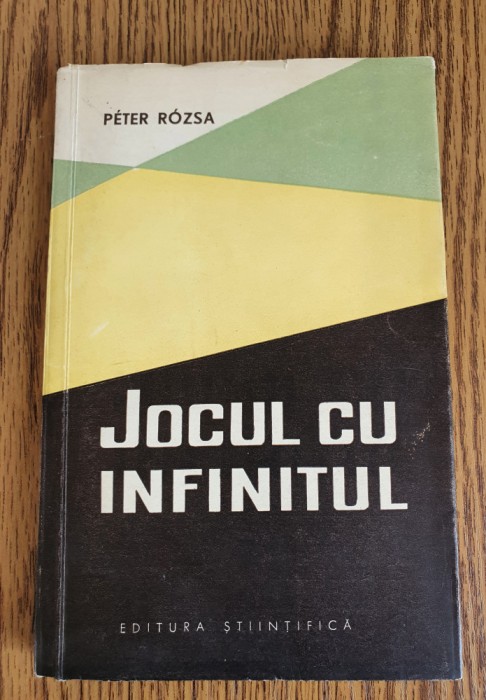 PÉTER RÓZSA
JOCUL CU
INFINITUL
EDITURA ȘTIINȚIFICĂ